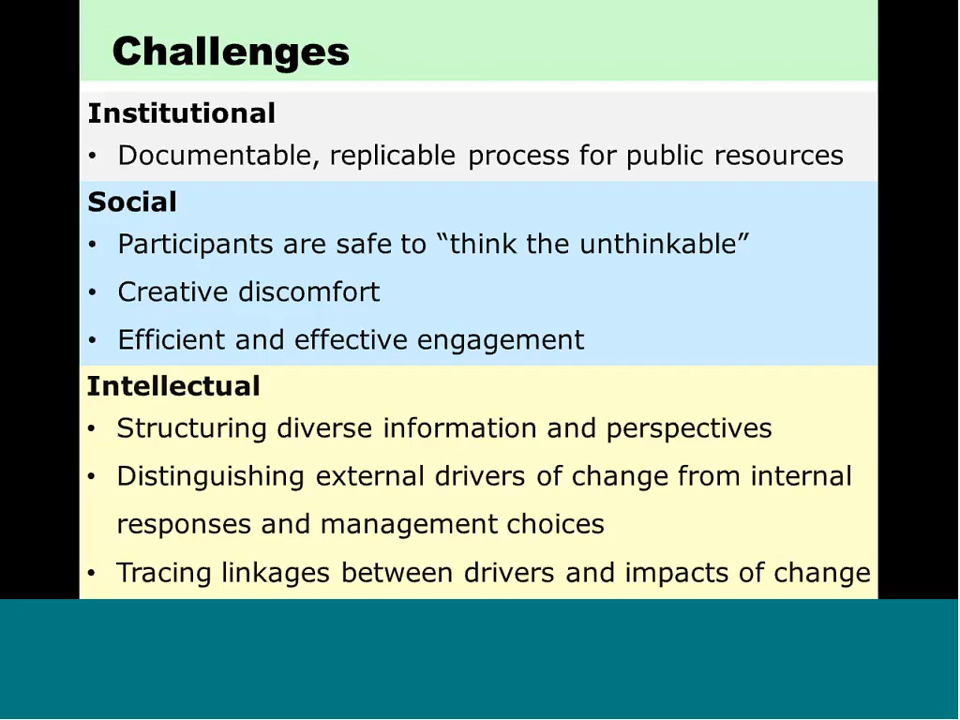 Challenges
Institutional
• Documentable, replicable process for public resources
Social
• Participants are safe to “think the unthinkable”
• Creative discomfort
• Efficient and effective engagement
Intellectual
• Structuring diverse information and perspectives
• Distinguishing external drivers of change from internal
responses and management choices
• Tracing linkages between drivers and impacts of change